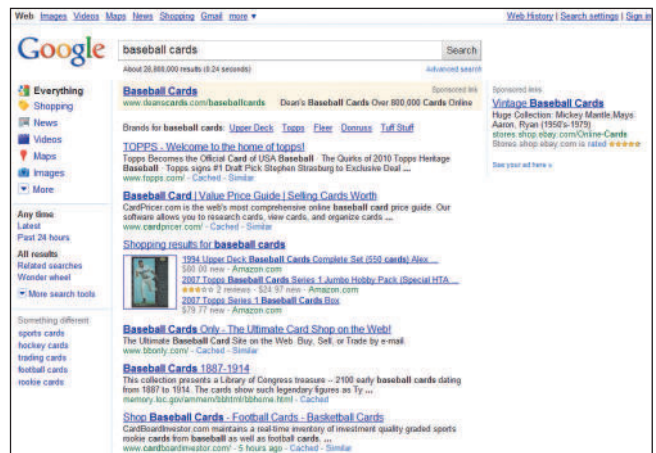 Web Images Videos Maps News Shopping Gmail more ▼
Web History | Search settings | Sign in
Google
baseball cards
Search
About 28,800,000 results (0.24 seconds)
Advanced search
Everything
Shopping
News
Videos
Maps
Images
More
Any time
Latest
Past 24 hours
All results
Related searches
Wonder wheel
More search tools
Something different
sports cards
hockey cards
trading cards
football cards
rookie cards
Baseball Cards
Sponsored link
www.deanscards.com/baseballcards Dean's Baseball Cards Over 800,000 Cards Online
Brands for baseball cards: Upper Deck Topps Fleer Donruss Tuff Stuff
TOPPS - Welcome to the home of topps!
Topps Becomes the Official Card of USA Baseball · The Quirks of 2010 Topps Heritage
Baseball · Topps signs #1 Draft Pick Stephen Strasburg to Exclusive Deal ...
www.topps.com/ - Cached - Similar
Baseball Card | Value Price Guide | Selling Cards Worth
CardPricer.com is the web's most comprehensive online baseball card price guide. Our
software allows you to research cards, view cards, and organize cards ...
www.cardpricer.com/ - Cached - Similar
Shopping results for baseball cards
1994 Upper Deck Baseball Cards Complete Set (550 cards) Alex ...
$80.00 new - Amazon.com
2007 Topps Baseball Cards Series 1 Jumbo Hobby Pack (Special HTA ...
2 reviews - $24.97 new - Amazon.com
2007 Topps Series 1 Baseball Cards Box
$79.77 new - Amazon.com
Baseball Cards Only - The Ultimate Card Shop on the Web!
The Ultimate Baseball Card Site on the Web. Buy, Sell, or Trade by e-mail.
www.bbonly.com/ - Cached - Similar
Baseball Cards 1887-1914
This collection presents a Library of Congress treasure -- 2100 early baseball cards dating
from 1887 to 1914. The cards show such legendary figures as Ty ...
memory.loc.gov/ammem/bbhtml/bbhome.html - Cached
Shop Baseball Cards - Football Cards - Basketball Cards
CardBoardInvestor.com maintains a real-time inventory of investment quality graded sports
rookie cards from baseball as well as football cards. ...
www.cardboardinvestor.com/ - 5 hours ago - Cached - Similar
Sponsored links
Vintage Baseball Cards
Huge Collection: Mickey Mantle,Mays
Aaron, Ryan (1950's-1979)
stores.shop.ebay.com/Online-Cards
Stores.shop.ebay.com is rated
See your ad here »